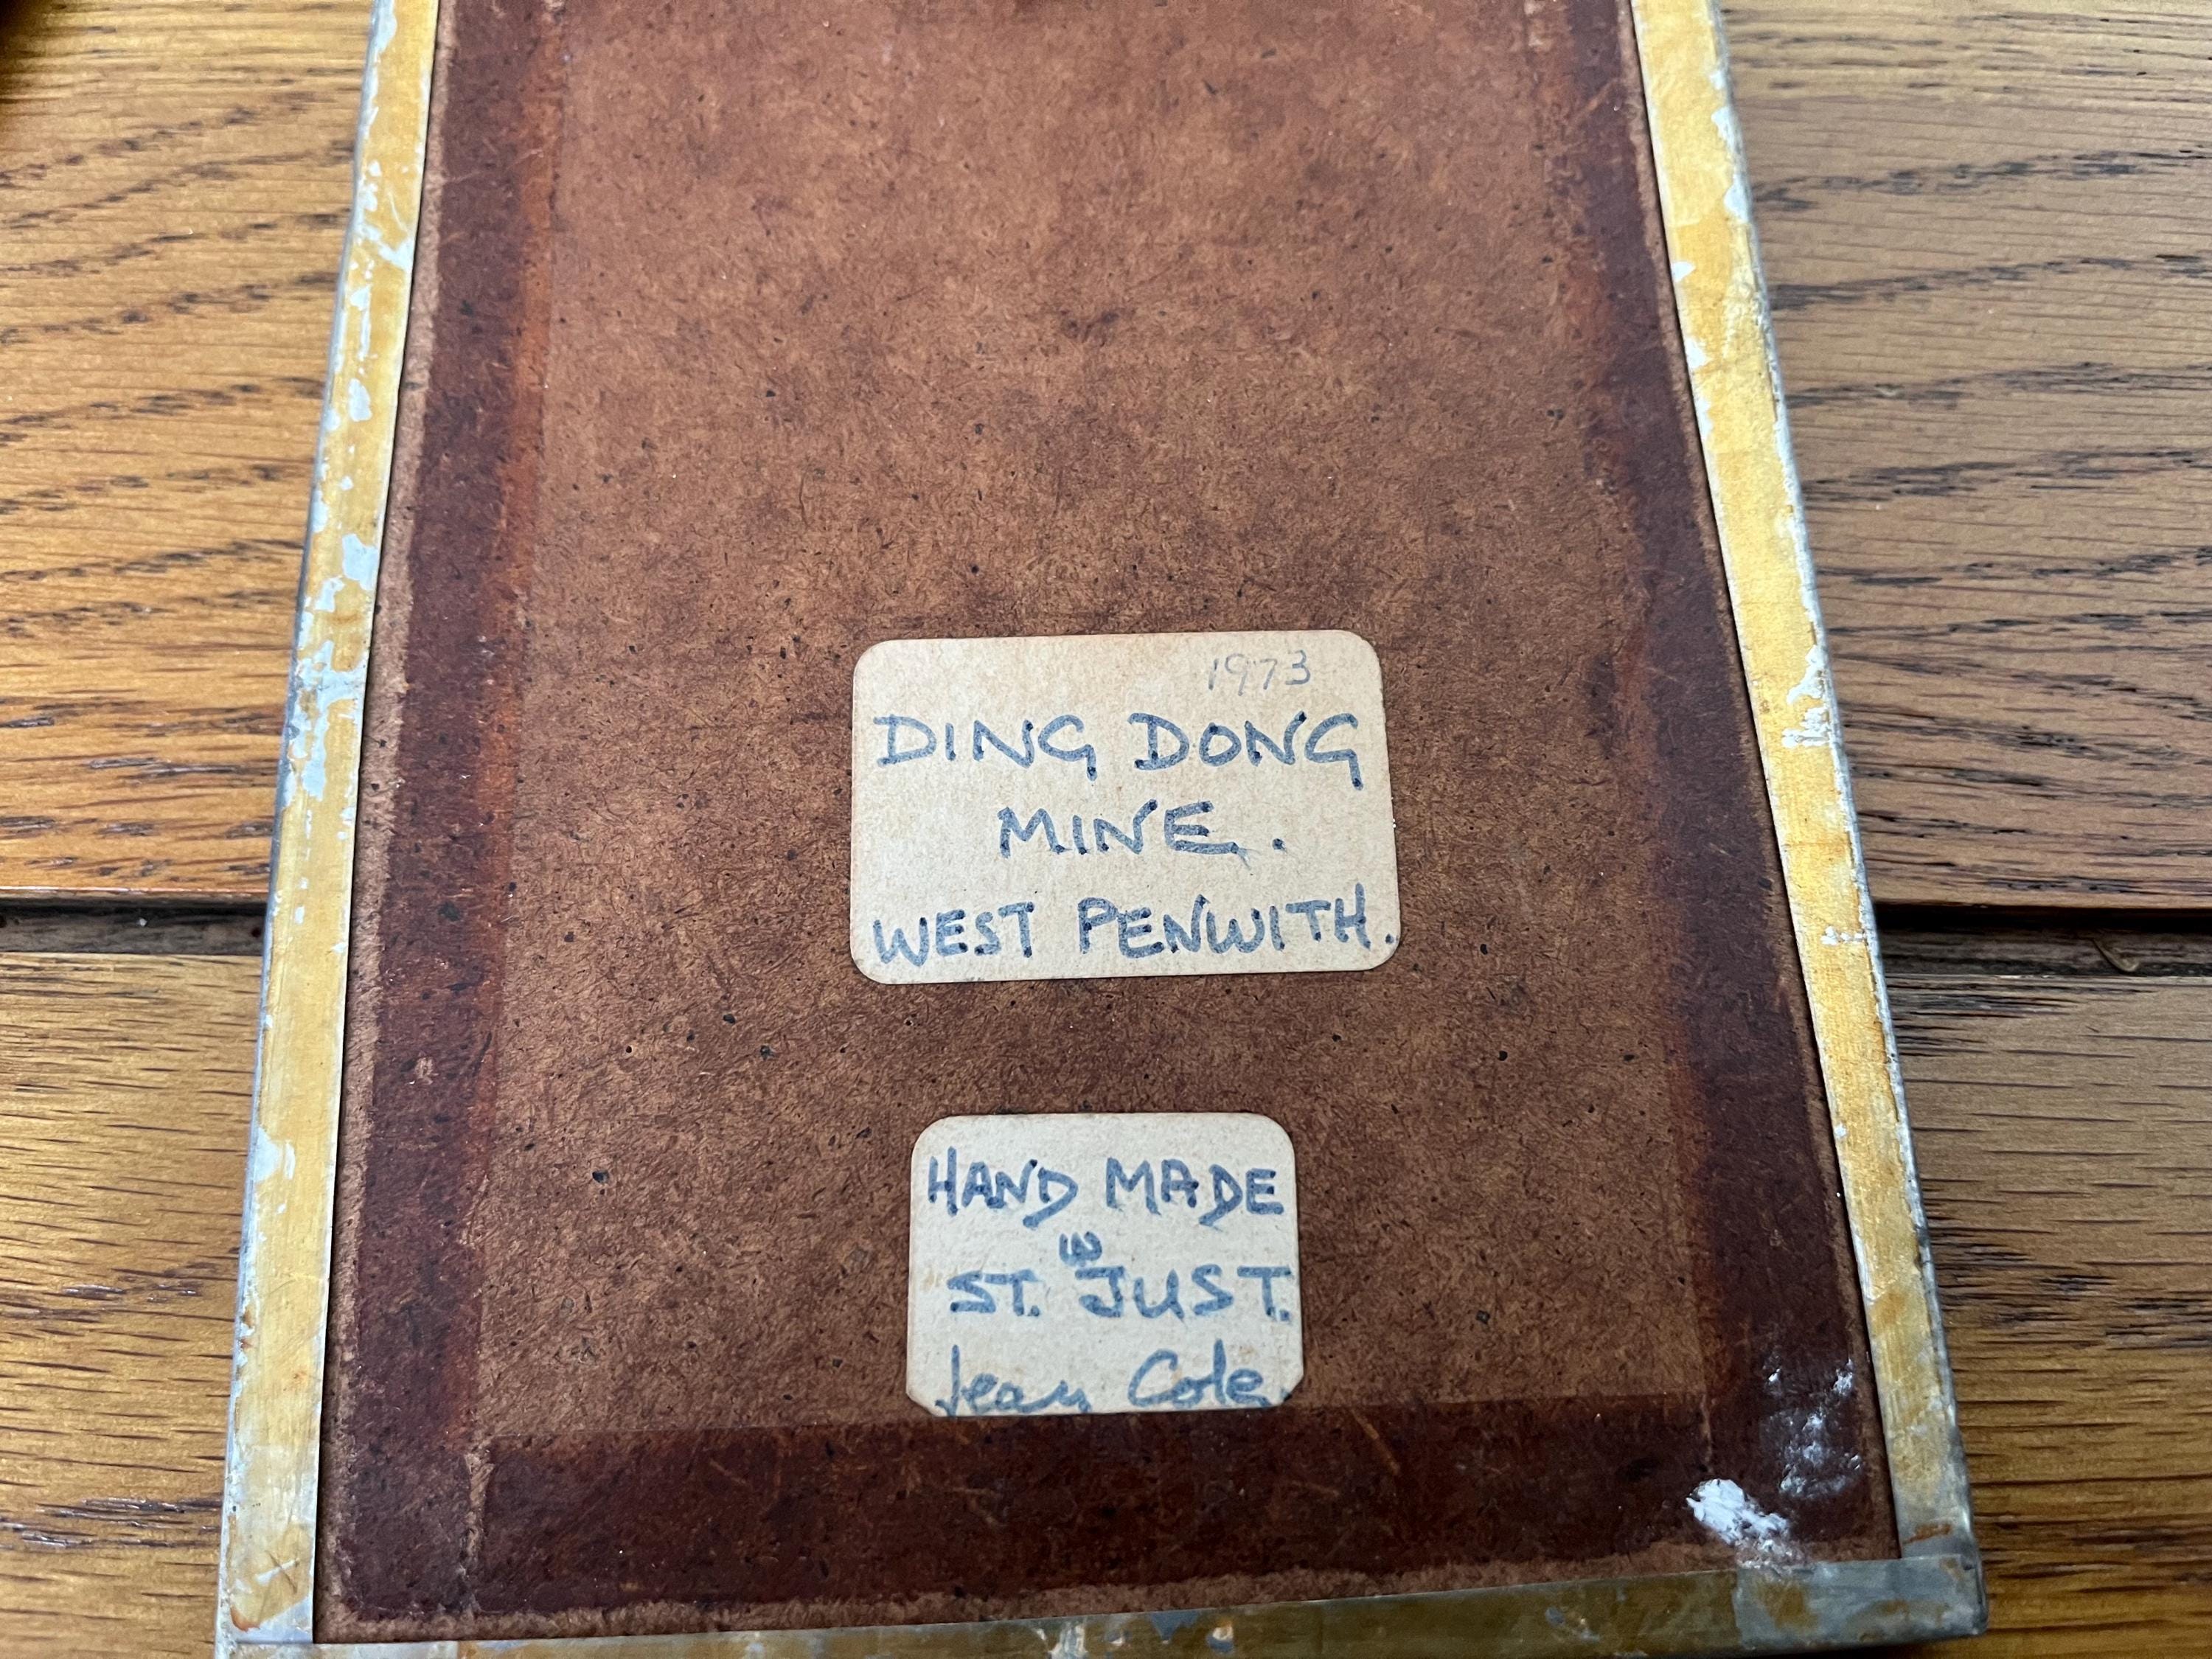 1973
DING DONG
MINE.
WEST PENWITH.
HAND MADE
ST. JUST.
Jean Cole.